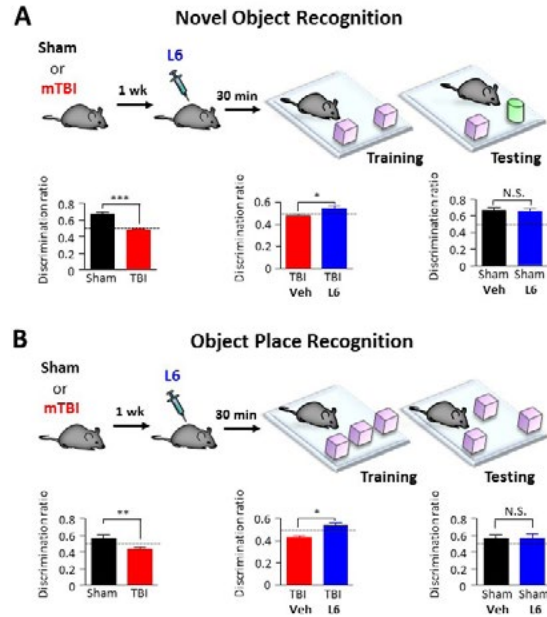 A
Novel Object Recognition
Sham
or
mTBI
1 wk
L6
30 min
Training
Testing
Discrimination ratio
0.8
0.6
0.4
0.2
0
***
Sham TBI
Discrimination ratio
0.6
0.4
0.2
0
*
TBI TBI
Veh L6
Discrimination ratio
0.8
0.6
0.4
0.2
0
N.S.
Sham Sham
Veh L6
B
Object Place Recognition
Sham
or
mTBI
1 wk
L6
30 min
Training
Testing
Discrimination ratio
0.8
0.6
0.4
0.2
0
**
Sham TBI
Discrimination ratio
0.6
0.4
0.2
0
*
TBI TBI
Veh L6
Discrimination ratio
0.8
0.6
0.4
0.2
0
N.S.
Sham Sham
Veh L6